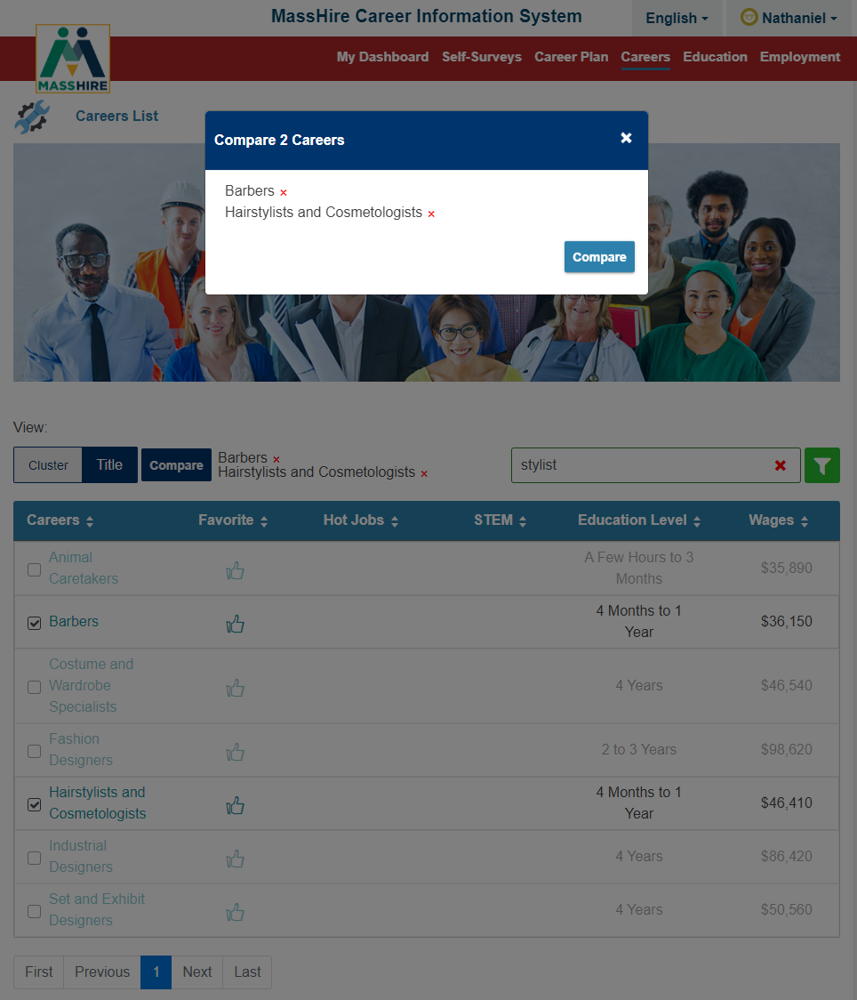 MassHire Career Information System
English
Nathaniel
MASSHIRE
My Dashboard Self-Surveys Career Plan Careers Education Employment
Careers List
Compare 2 Careers
Barbers
Hairstylists and Cosmetologists
Compare
View:
Cluster Title Compare
Barbers
Hairstylists and Cosmetologists
stylist
Careers Favorite Hot Jobs STEM Education Level Wages
Animal
Caretakers
A Few Hours to 3
Months
$35,890
Barbers
4 Months to 1
Year
$36,150
Costume and
Wardrobe
Specialists
4 Years
$46,540
Fashion
Designers
2 to 3 Years
$98,620
Hairstylists and
Cosmetologists
4 Months to 1
Year
$46,410
Industrial
Designers
4 Years
$86,420
Set and Exhibit
Designers
4 Years
$50,560
First Previous 1 Next Last